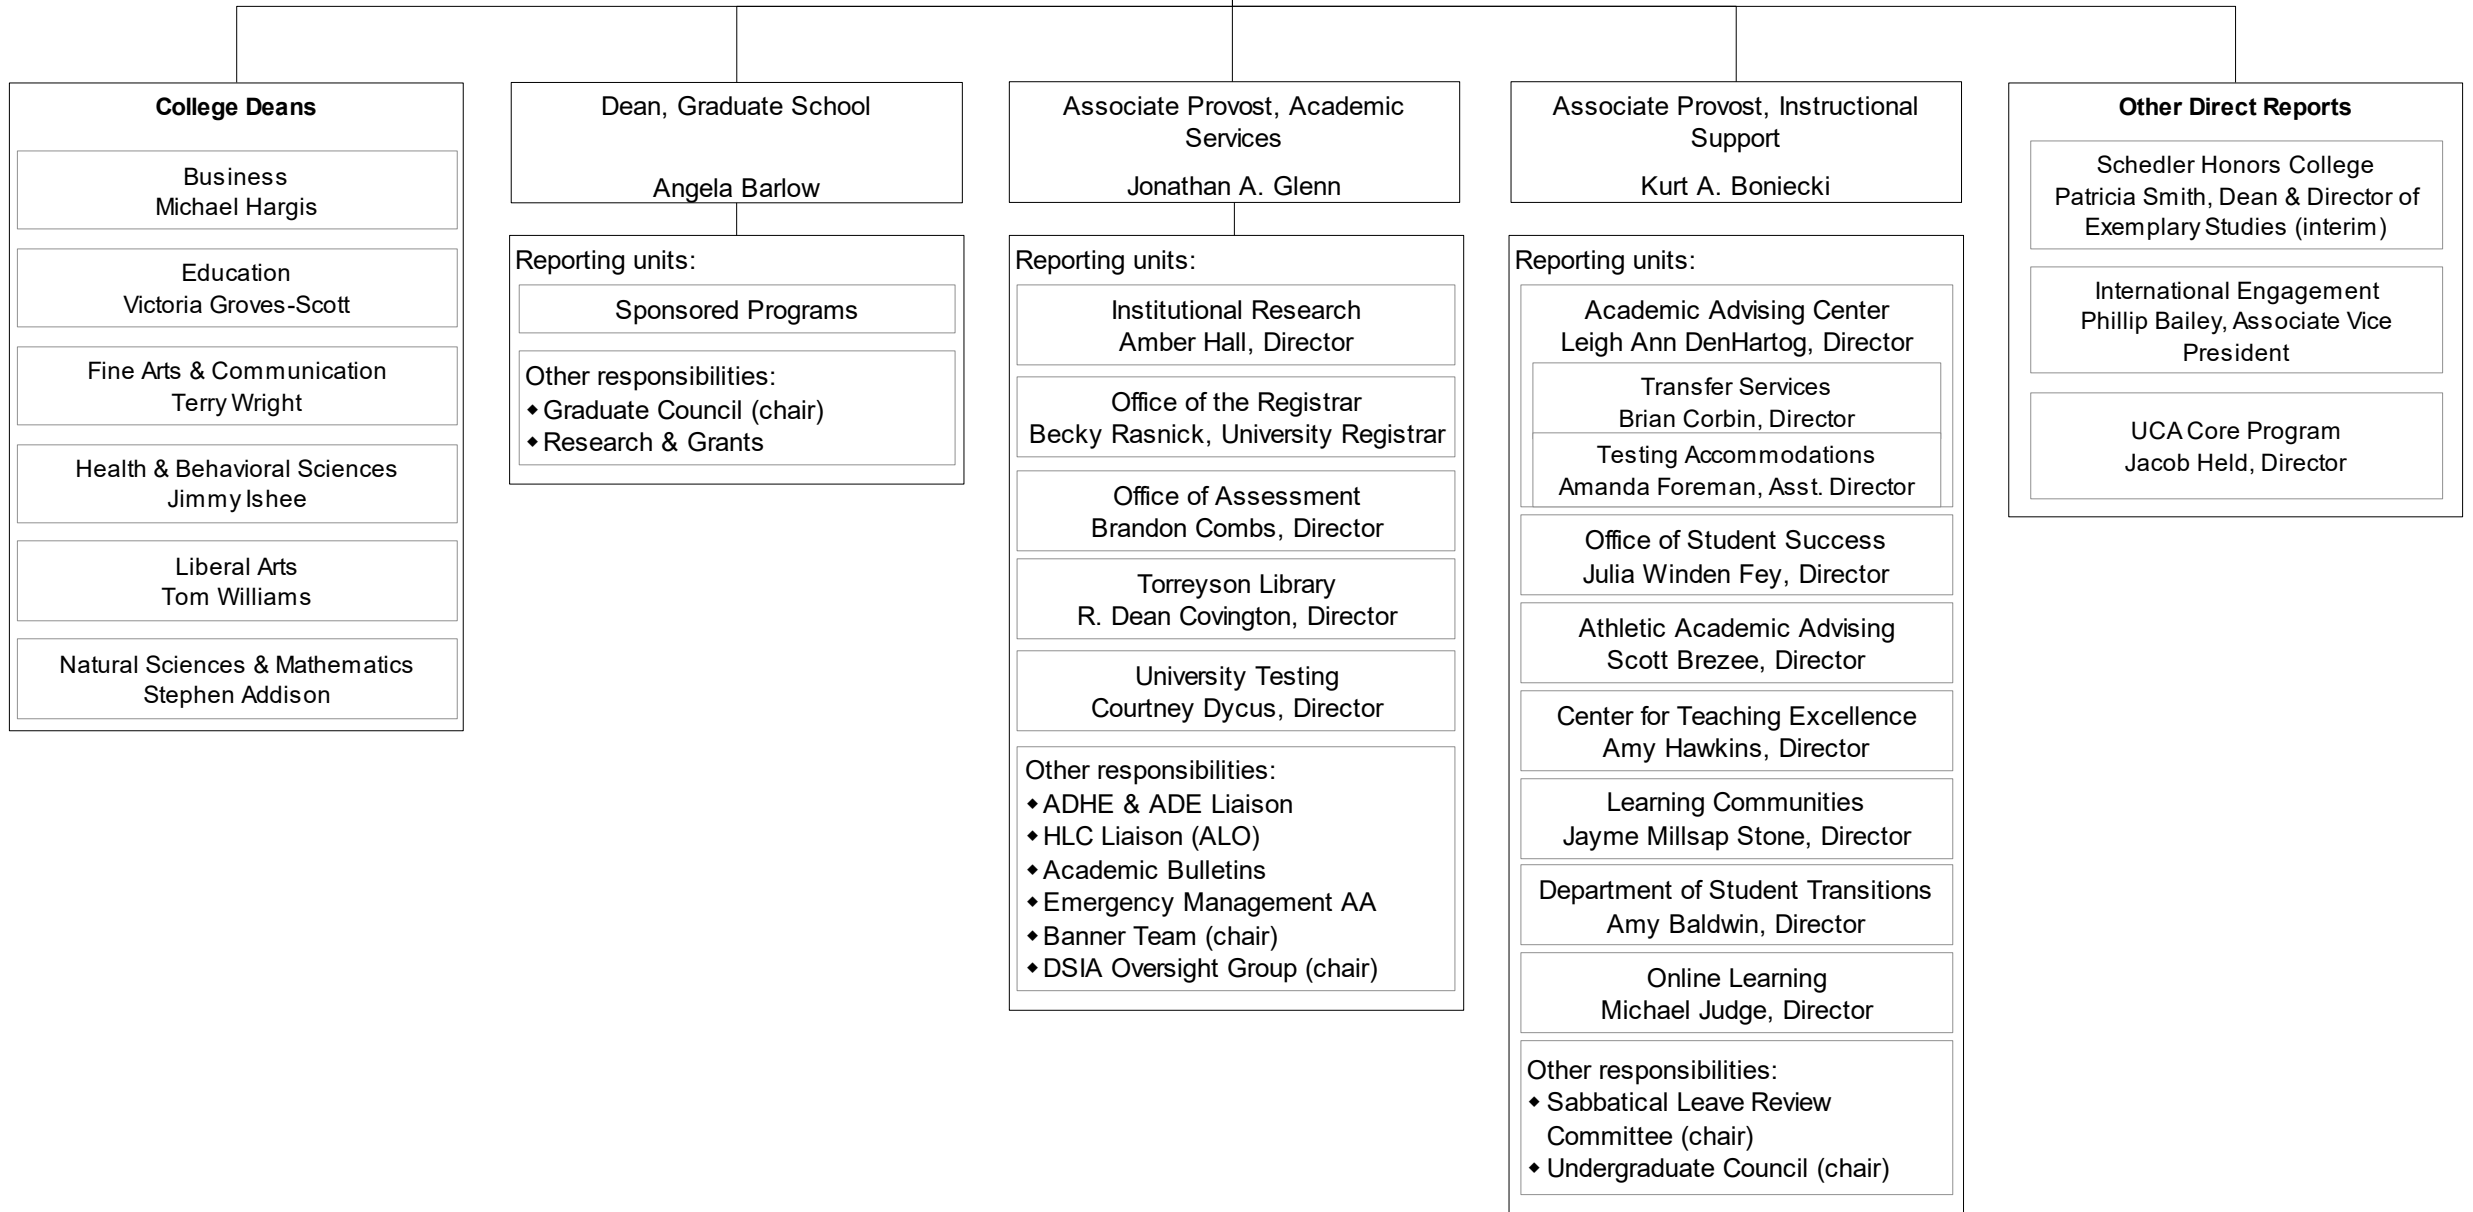 College Deans
Business
Michael Hargis
Education
Victoria Groves-Scott
Fine Arts & Communication
Terry Wright
Health & Behavioral Sciences
Jimmy Ishee
Liberal Arts
Tom Williams
Natural Sciences & Mathematics
Stephen Addison
Dean, Graduate School
Angela Barlow
Reporting units:
Sponsored Programs
Other responsibilities:
◆ Graduate Council (chair)
◆ Research & Grants
Associate Provost, Academic
Services
Jonathan A. Glenn
Reporting units:
Institutional Research
Amber Hall, Director
Office of the Registrar
Becky Rasnick, University Registrar
Office of Assessment
Brandon Combs, Director
Torreyson Library
R. Dean Covington, Director
University Testing
Courtney Dycus, Director
Other responsibilities:
◆ ADHE & ADE Liaison
◆ HLC Liaison (ALO)
◆ Academic Bulletins
◆ Emergency Management AA
◆ Banner Team (chair)
◆ DSIA Oversight Group (chair)
Associate Provost, Instructional
Support
Kurt A. Boniecki
Reporting units:
Academic Advising Center
Leigh Ann DenHartog, Director
Transfer Services
Brian Corbin, Director
Testing Accommodations
Amanda Foreman, Asst. Director
Office of Student Success
Julia Winden Fey, Director
Athletic Academic Advising
Scott Brezee, Director
Center for Teaching Excellence
Amy Hawkins, Director
Learning Communities
Jayme Millsap Stone, Director
Department of Student Transitions
Amy Baldwin, Director
Online Learning
Michael Judge, Director
Other responsibilities:
◆ Sabbatical Leave Review
Committee (chair)
◆ Undergraduate Council (chair)
Other Direct Reports
Schedler Honors College
Patricia Smith, Dean & Director of
Exemplary Studies (interim)
International Engagement
Phillip Bailey, Associate Vice
President
UCA Core Program
Jacob Held, Director